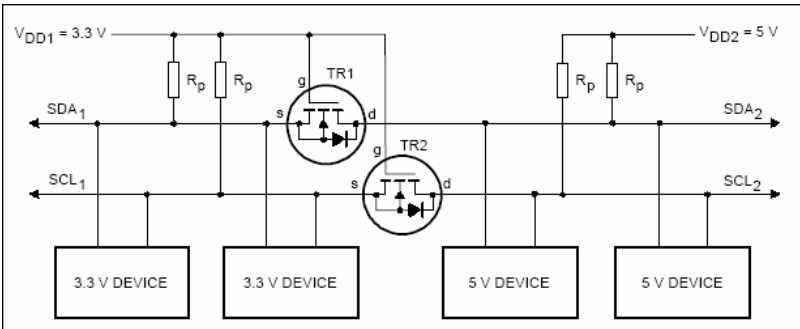 VDD1 = 3.3 V
VDD2 = 5 V
TR1
Rp
Rp
Rp
Rp
g
SDA1
s
d
SDA2
TR2
g
SCL1
s
d
SCL2
3.3 V DEVICE
3.3 V DEVICE
5 V DEVICE
5 V DEVICE